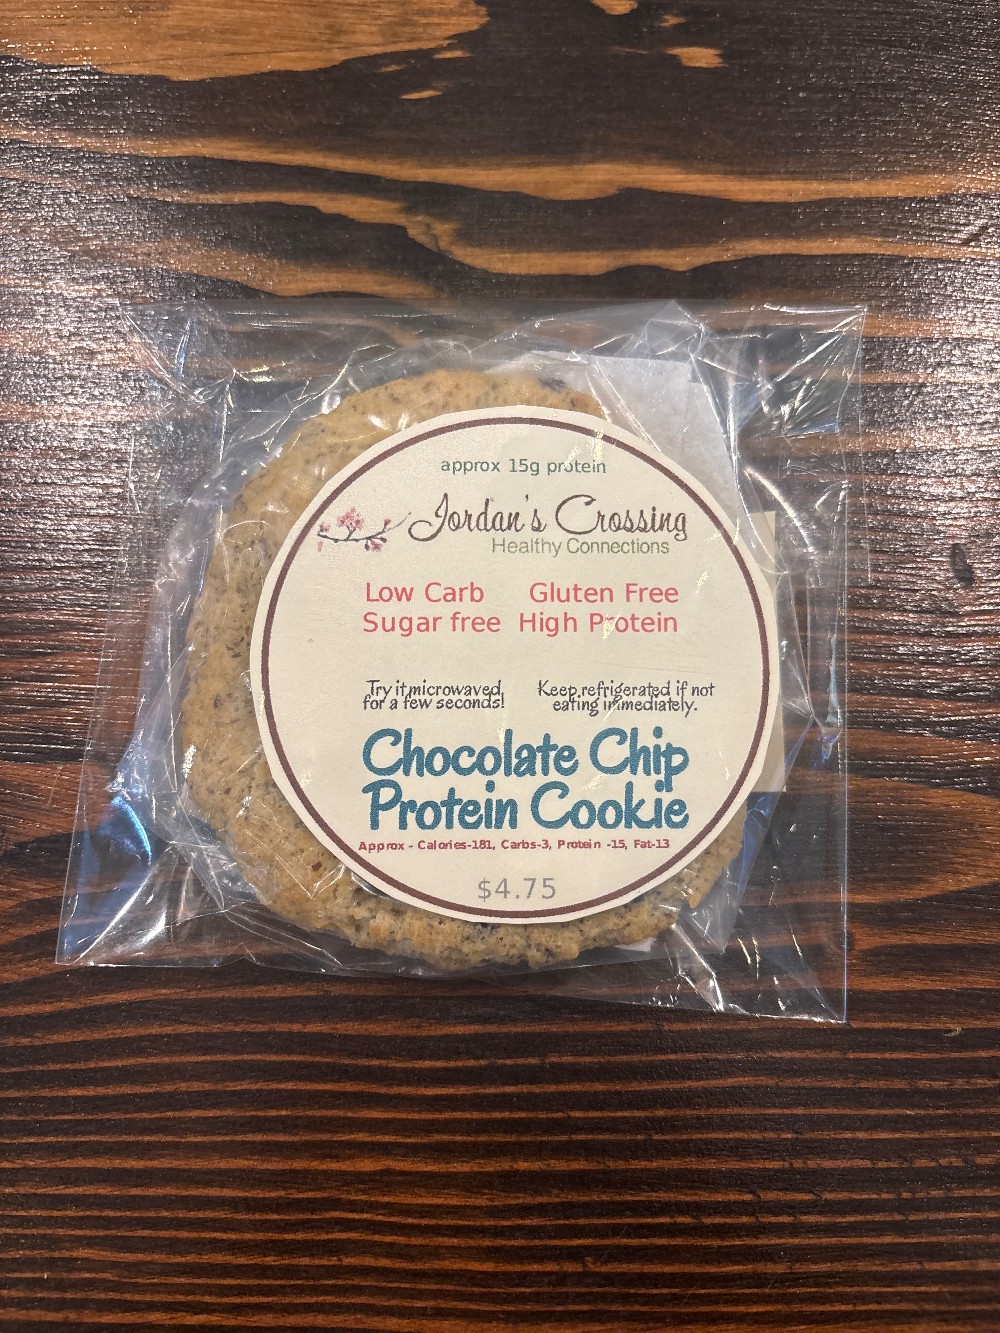 approx 15g protein
Jordan's Crossing
Healthy Connections
Low Carb Gluten Free
Sugar free High Protein
Try it microwaved for a few seconds!
Keep refrigerated if not eating immediately.
Chocolate Chip
Protein Cookie
Approx - Calories-181, Carbs-3, Protein -15, Fat-13
$4.75